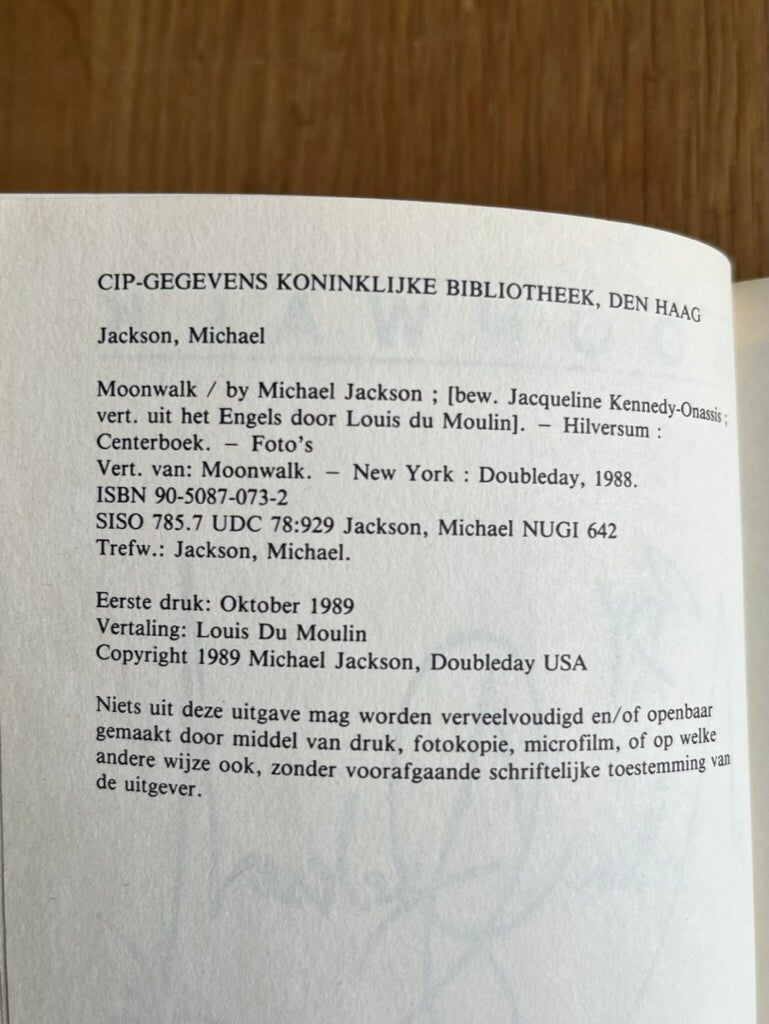 CIP-GEGEVENS KONINKLIJKE BIBLIOTHEEK, DEN HAAG
Jackson, Michael
Moonwalk / by Michael Jackson ; [bew. Jacqueline Kennedy-Onassis ;
vert. uit het Engels door Louis du Moulin]. – Hilversum :
Centerboek. – Foto's
Vert. van: Moonwalk. – New York : Doubleday, 1988.
ISBN 90-5087-073-2
SISO 785.7 UDC 78:929 Jackson, Michael NUGI 642
Trefw.: Jackson, Michael.
Eerste druk: Oktober 1989
Vertaling: Louis Du Moulin
Copyright 1989 Michael Jackson, Doubleday USA
Niets uit deze uitgave mag worden verveelvoudigd en/of openbaar
gemaakt door middel van druk, fotokopie, microfilm, of op welke
andere wijze ook, zonder voorafgaande schriftelijke toestemming van
de uitgever.